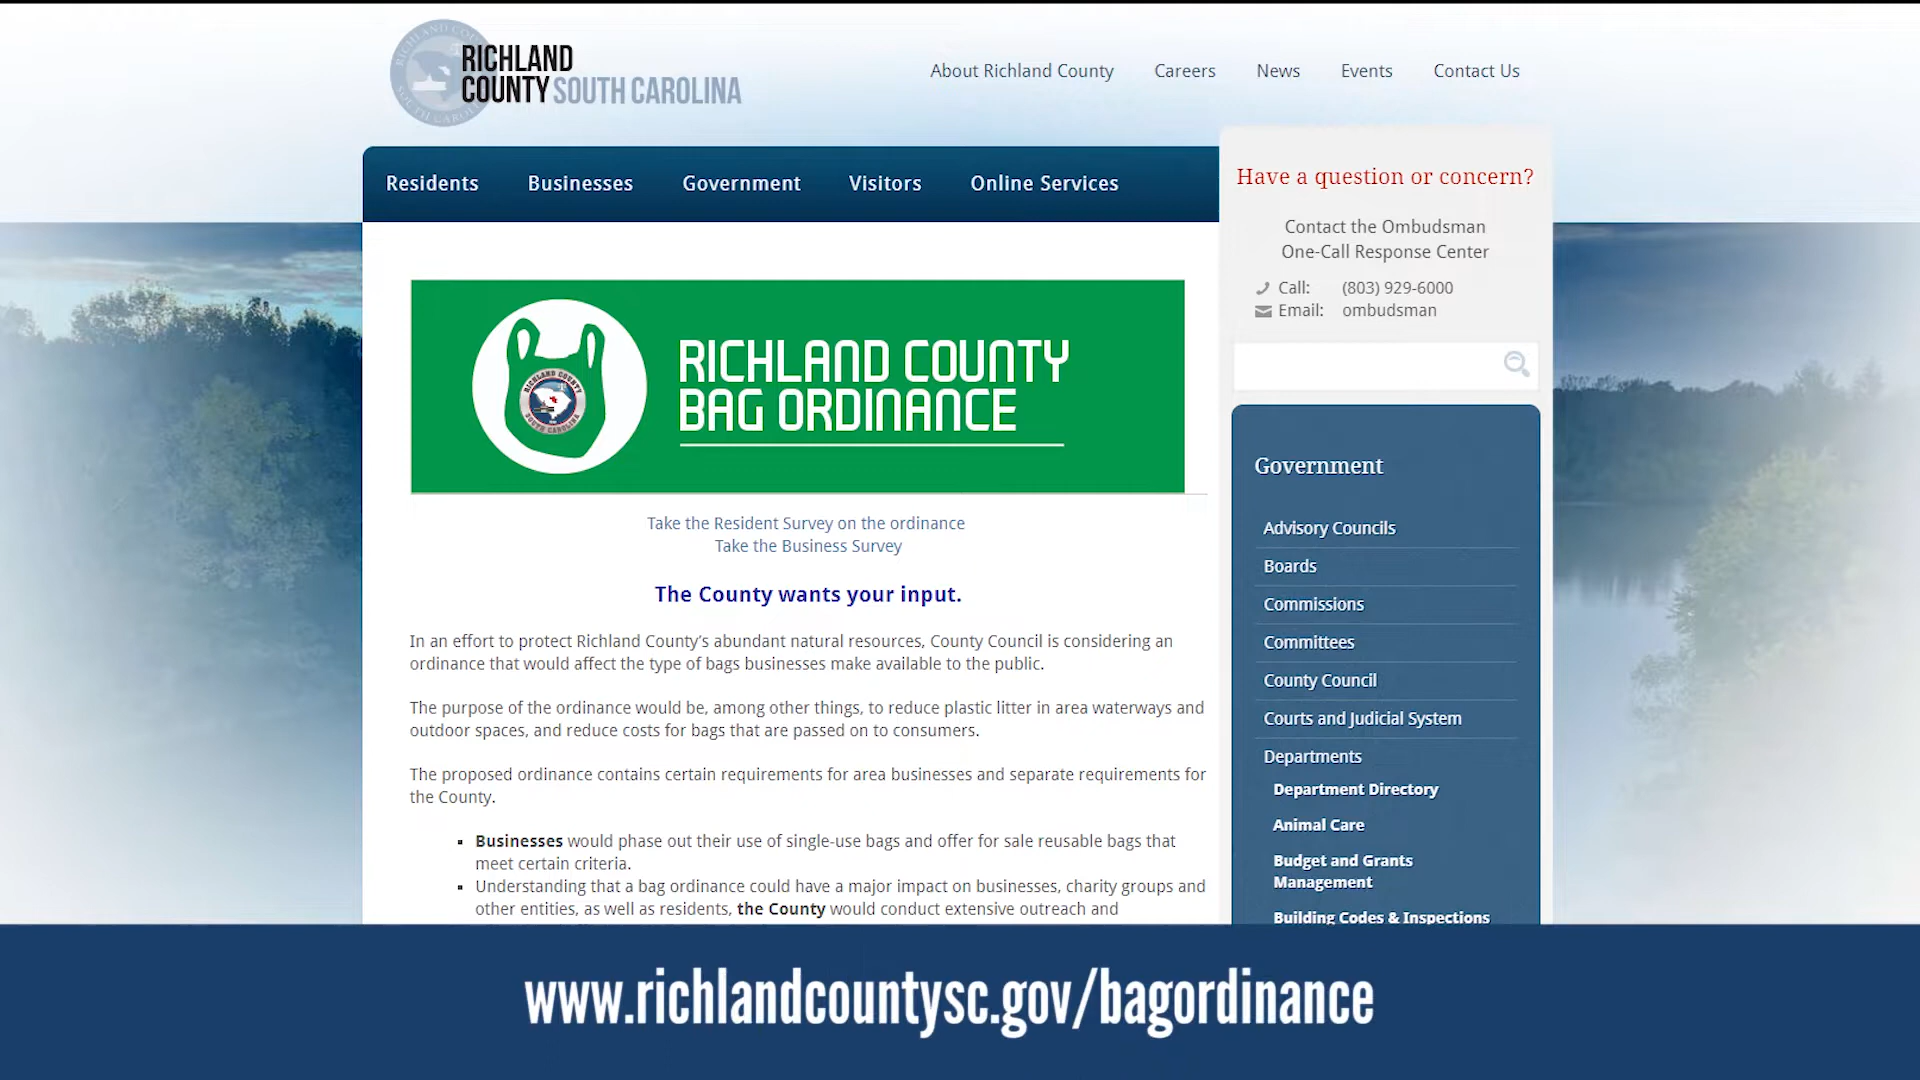 RICHLAND
COUNTY SOUTH CAROLINA
About Richland County Careers News Events Contact Us
Residents Businesses Government Visitors Online Services
Have a question or concern?
Contact the Ombudsman
One-Call Response Center
Call: (803) 929-6000
Email: ombudsman
RICHLAND COUNTY
SOUTH CAROLINA
RICHLAND COUNTY
BAG ORDINANCE
Take the Resident Survey on the ordinance
Take the Business Survey
The County wants your input.
In an effort to protect Richland County's abundant natural resources, County Council is considering an
ordinance that would affect the type of bags businesses make available to the public.
The purpose of the ordinance would be, among other things, to reduce plastic litter in area waterways and
outdoor spaces, and reduce costs for bags that are passed on to consumers.
The proposed ordinance contains certain requirements for area businesses and separate requirements for
the County.
▪ Businesses would phase out their use of single-use bags and offer for sale reusable bags that
meet certain criteria.
▪ Understanding that a bag ordinance could have a major impact on businesses, charity groups and
other entities, as well as residents, the County would conduct extensive outreach and
Government
Advisory Councils
Boards
Commissions
Committees
County Council
Courts and Judicial System
Departments
Department Directory
Animal Care
Budget and Grants
Management
Building Codes & Inspections
www.richlandcountysc.gov/bagordinance